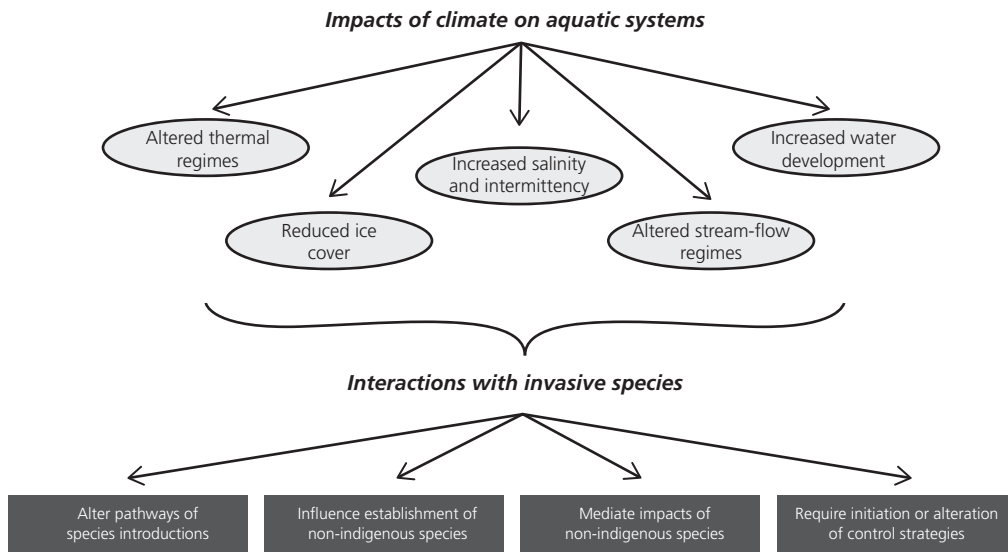 Impacts of climate on aquatic systems
Altered thermal
regimes
Increased water
development
Increased salinity
and intermittency
Reduced ice
cover
Altered stream-flow
regimes
Interactions with invasive species
Alter pathways of
species introductions
Influence establishment of
non-indigenous species
Mediate impacts of
non-indigenous species
Require initiation or alteration
of control strategies